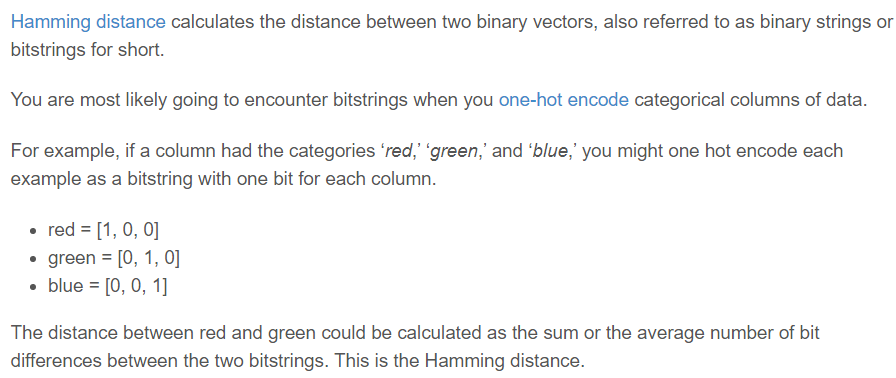 Hamming distance calculates the distance between two binary vectors, also referred to as binary strings or
bitstrings for short.
You are most likely going to encounter bitstrings when you one-hot encode categorical columns of data.
For example, if a column had the categories ‘red,’ ‘green,’ and ‘blue,’ you might one hot encode each
example as a bitstring with one bit for each column.
• red = [1, 0, 0]
• green = [0, 1, 0]
• blue = [0, 0, 1]
The distance between red and green could be calculated as the sum or the average number of bit
differences between the two bitstrings. This is the Hamming distance.